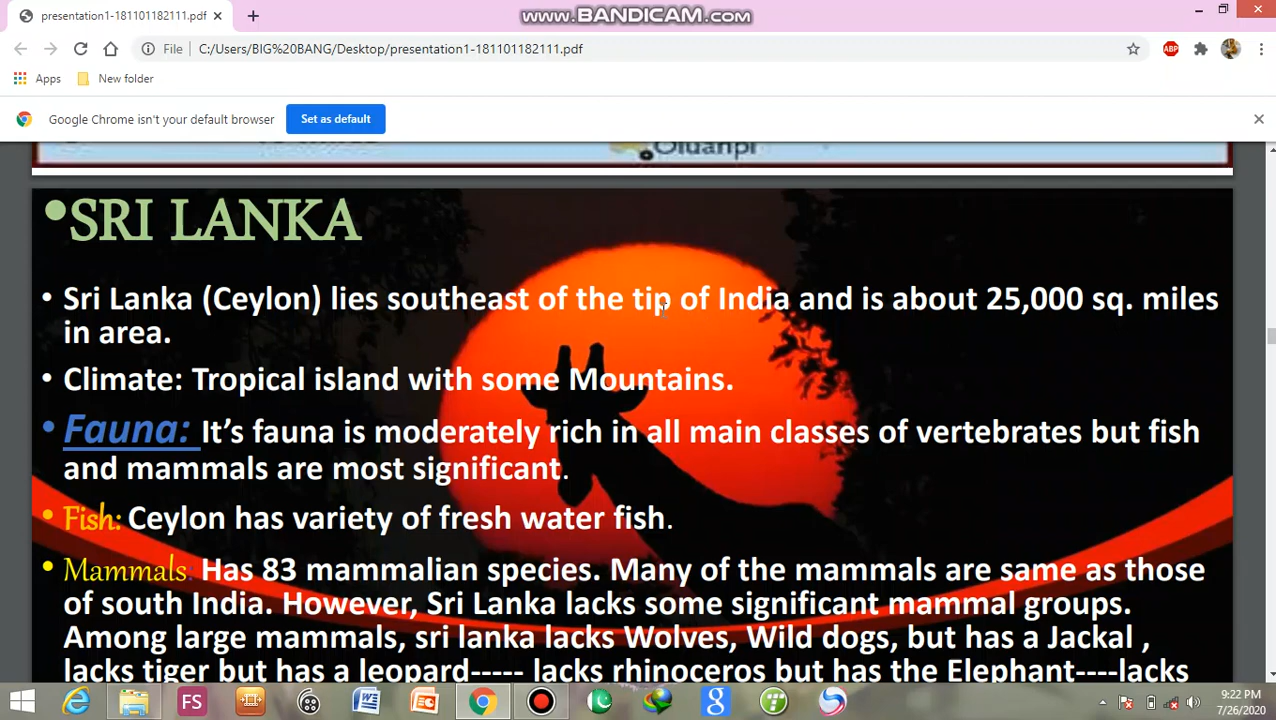 presentation1-181101182111.pdf
www.BANDICAM.com
File C:/Users/BIG%20BANG/Desktop/presentation1-181101182111.pdf
ABP
Apps New folder
Google Chrome isn't your default browser Set as default
Oluanpi
•SRI LANKA
• Sri Lanka (Ceylon) lies southeast of the tip of India and is about 25,000 sq. miles
in area.
• Climate: Tropical island with some Mountains.
• Fauna: It’s fauna is moderately rich in all main classes of vertebrates but fish
and mammals are most significant.
• Fish: Ceylon has variety of fresh water fish.
• Mammals: Has 83 mammalian species. Many of the mammals are same as those
of south India. However, Sri Lanka lacks some significant mammal groups.
Among large mammals, sri lanka lacks Wolves, Wild dogs, but has a Jackal ,
lacks tiger but has a leopard----- lacks rhinoceros but has the Elephant----lacks
FS
9:22 PM
7/26/2020